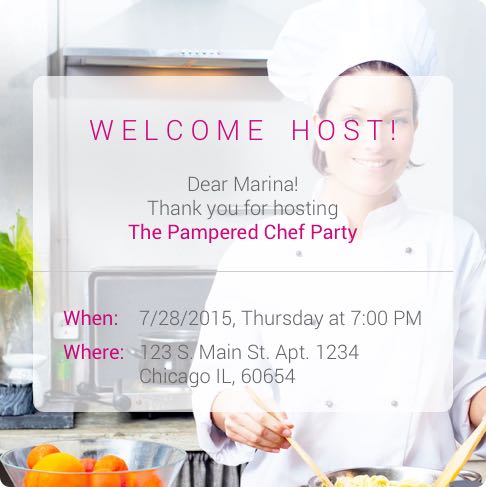 WELCOME HOST!
Dear Marina!
Thank you for hosting
The Pampered Chef Party
When: 7/28/2015, Thursday at 7:00 PM
Where: 123 S. Main St. Apt. 1234
Chicago IL, 60654